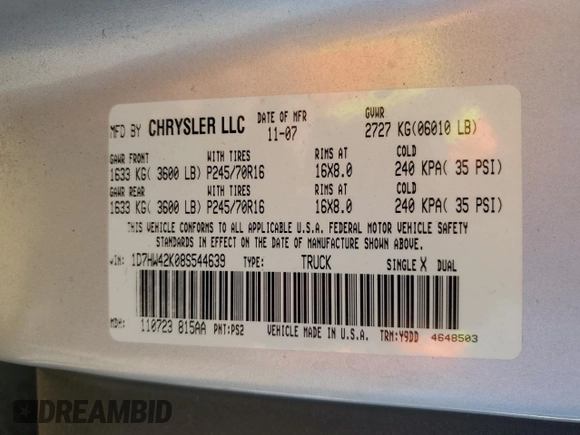 MFD BY CHRYSLER LLC DATE OF MFR 11-07 GVWR 2727 KG(06010 LB)
GAWR FRONT WITH TIRES RIMS AT COLD
1633 KG( 3600 LB) P245/70R16 16X8.0 240 KPA( 35 PSI)
GAWR REAR WITH TIRES RIMS AT COLD
1633 KG( 3600 LB) P245/70R16 16X8.0 240 KPA( 35 PSI)
THIS VEHICLE CONFORMS TO ALL APPLICABLE U.S.A. FEDERAL MOTOR VEHICLE SAFETY
STANDARDS IN EFFECT ON THE DATE OF MANUFACTURE SHOWN ABOVE.
VIN: 1D7HW42K08S544639 TYPE: TRUCK SINGLE X DUAL
MDH: 110723 815AA PNT:PS2 VEHICLE MADE IN U.S.A. TRM:Y9DD 4648503
DREAMBID